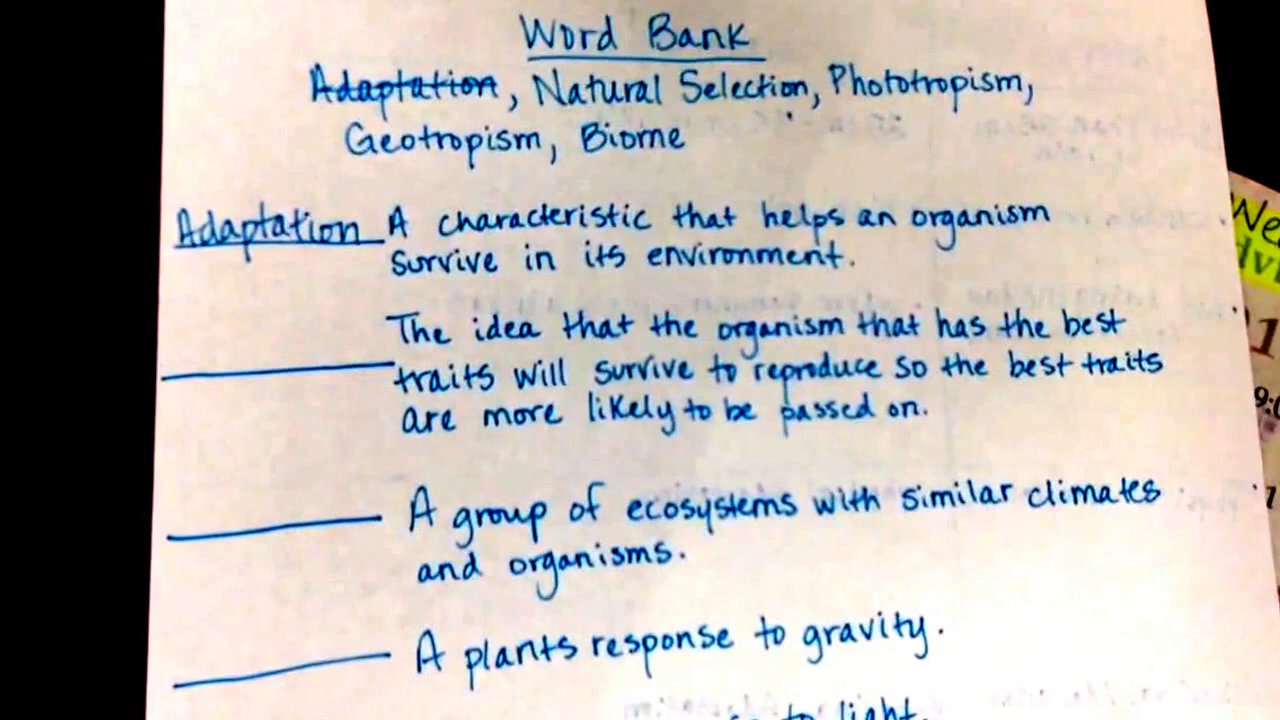 Word Bank
Adaptation, Natural Selection, Phototropism,
Geotropism, Biome
Adaptation A characteristic that helps an organism
survive in its environment.
The idea that the organism that has the best
traits will survive to reproduce so the best traits
are more likely to be passed on.
A group of ecosystems with similar climates
and organisms.
A plants response to gravity.
to light.